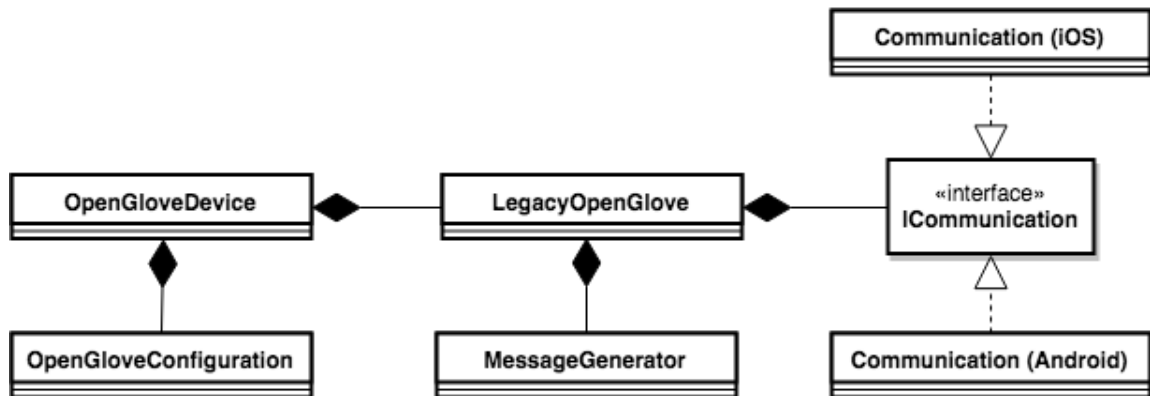 Communication (iOS)
OpenGloveDevice
LegacyOpenGlove
«interface»
ICommunication
OpenGloveConfiguration
MessageGenerator
Communication (Android)